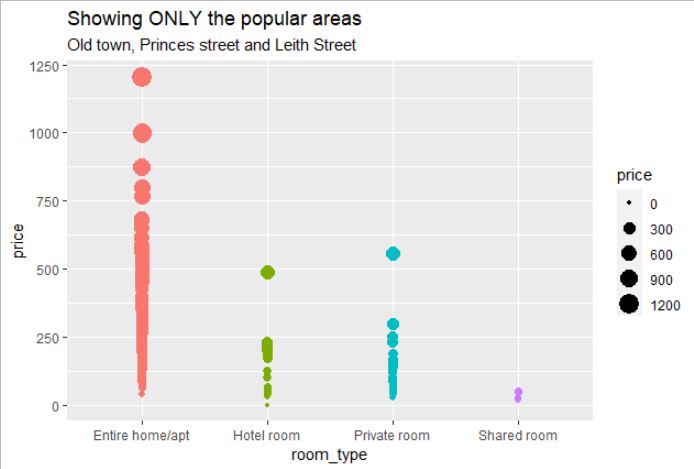 Showing ONLY the popular areas
Old town, Princes street and Leith Street
1250
1000
750
500
250
0
price
Entire home/apt
Hotel room
Private room
Shared room
room_type
price
0
300
600
900
1200